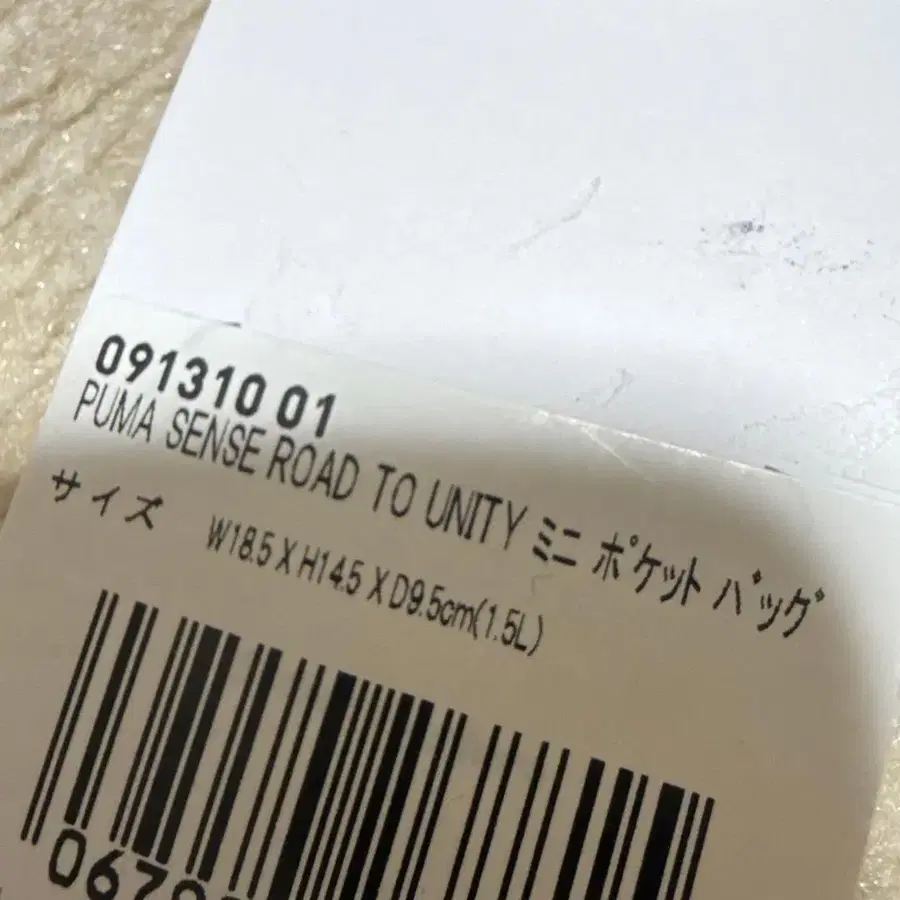 091310 01
PUMA SENSE ROAD TO UNITY ミニ ポケット バッグ
サイズ W18.5 X H14.5 X D9.5cm(1.5L)